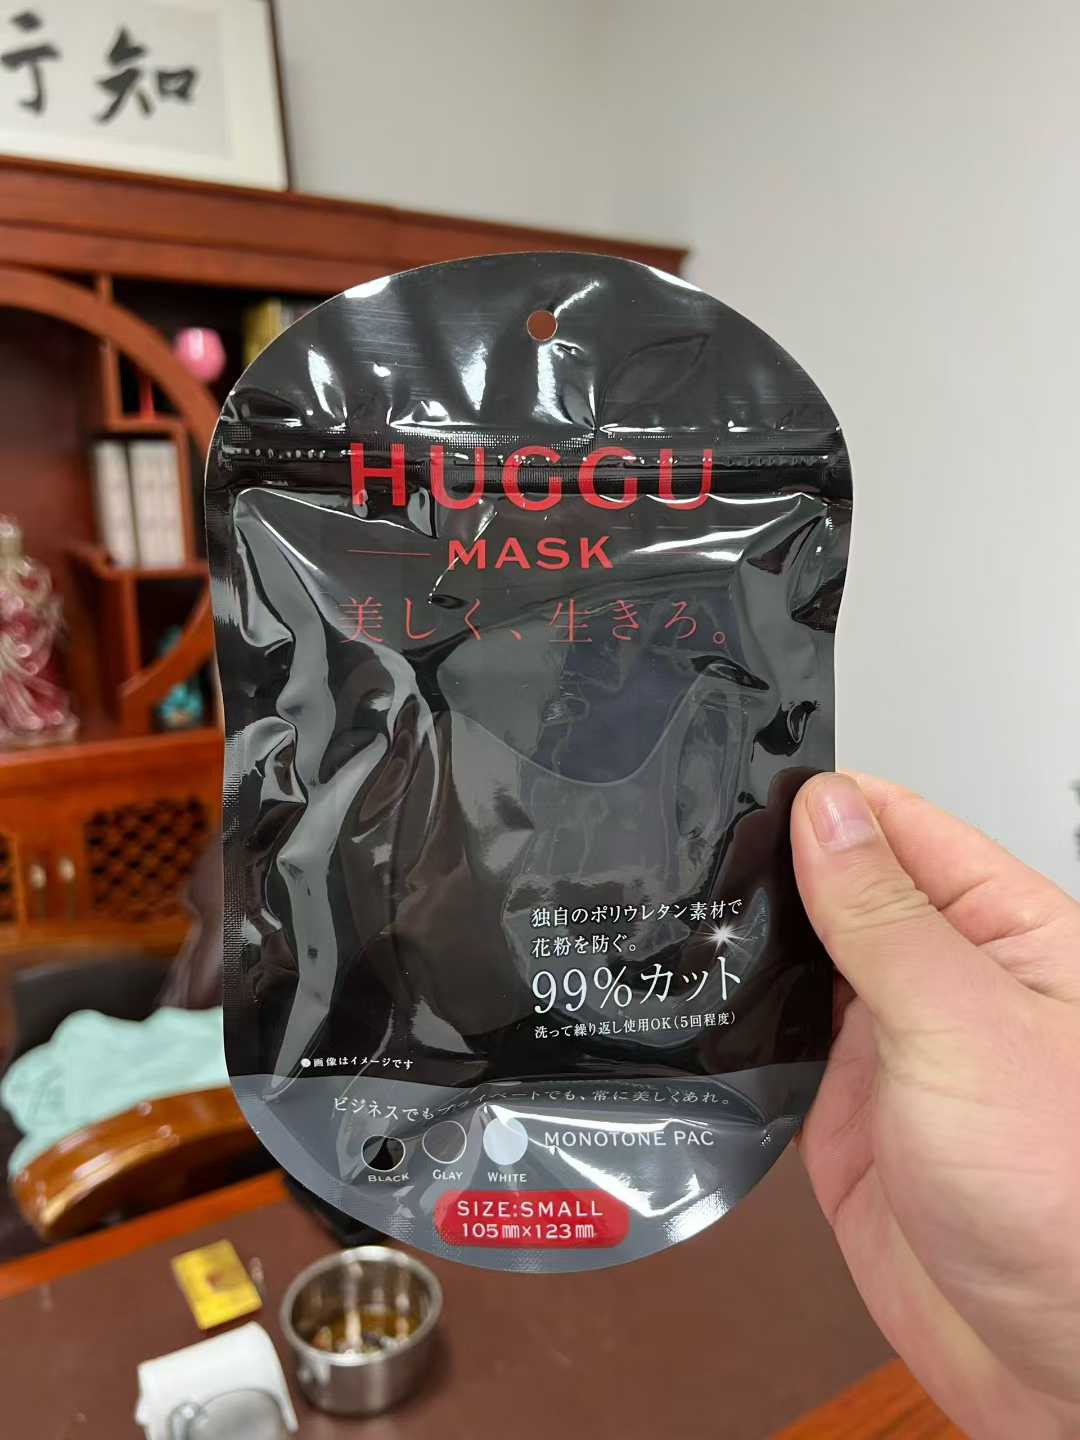 行知
HUGGU
MASK
美しく、生きろ。
独自のポリウレタン素材で
花粉を防ぐ。
99%カット
洗って繰り返し使用OK(5回程度)
●画像はイメージです
ビジネスでもプライベートでも、常に美しくあれ。
BLACK GLAY WHITE MONOTONE PAC
SIZE:SMALL
105㎜×123㎜